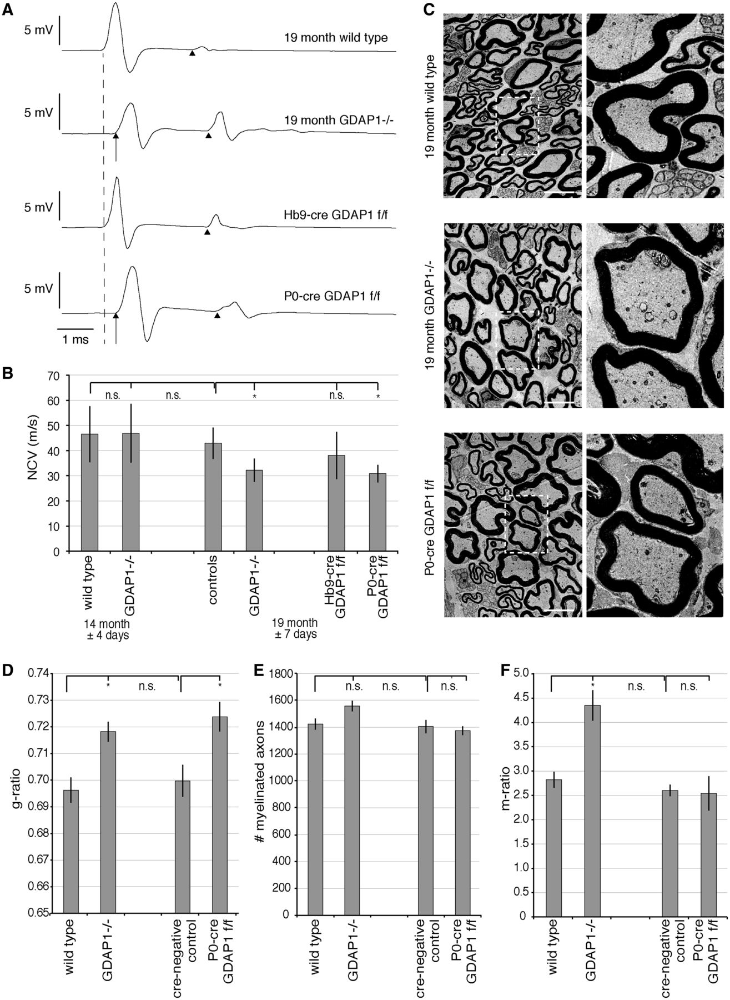 A
5 mV
19 month wild type
5 mV
19 month GDAP1-/-
5 mV
Hb9-cre GDAP1 f/f
5 mV
P0-cre GDAP1 f/f
1 ms
B
NCV (m/s)
70
60
50
40
30
20
10
0
n.s.
n.s.
*
n.s.
*
wild type
GDAP1-/-
controls
GDAP1-/-
Hb9-cre
GDAP1 f/f
P0-cre
GDAP1 f/f
14 month
± 4 days
19 month
± 7 days
C
19 month wild type
19 month GDAP1-/-
P0-cre GDAP1 f/f
D
g-ratio
0.74
0.73
0.72
0.71
0.70
0.69
0.68
0.67
0.66
0.65
*
n.s.
*
wild type
GDAP1-/-
cre-negative
control
P0-cre
GDAP1 f/f
E
# myelinated axons
1800
1600
1400
1200
1000
800
600
400
200
0
n.s.
n.s.
n.s.
wild type
GDAP1-/-
cre-negative
control
P0-cre
GDAP1 f/f
F
m-ratio
5.0
4.5
4.0
3.5
3.0
2.5
2.0
1.5
1.0
0.5
0
*
n.s.
n.s.
wild type
GDAP1-/-
cre-negative
control
P0-cre
GDAP1 f/f